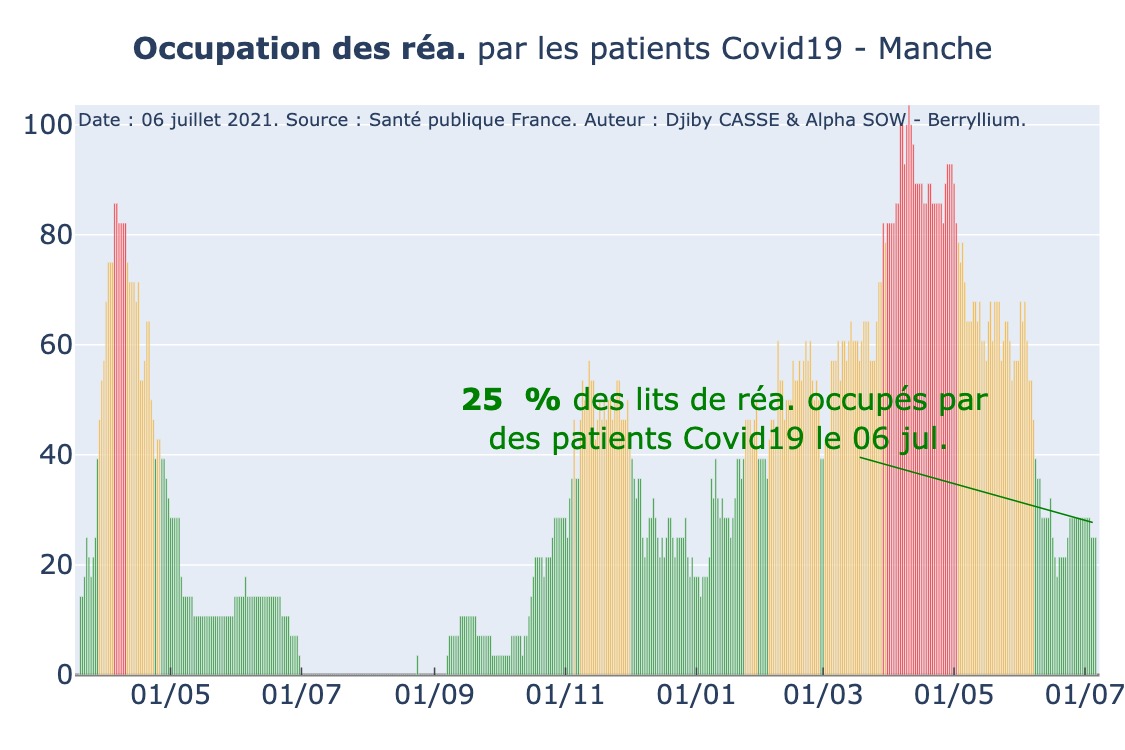 Occupation des réa. par les patients Covid19 - Manche
Date : 06 juillet 2021. Source : Santé publique France. Auteur : Djiby CASSE & Alpha SOW - Berryllium.
100
80
60
40
20
0
25 % des lits de réa. occupés par
des patients Covid19 le 06 jul.
01/05 01/07 01/09 01/11 01/01 01/03 01/05 01/07